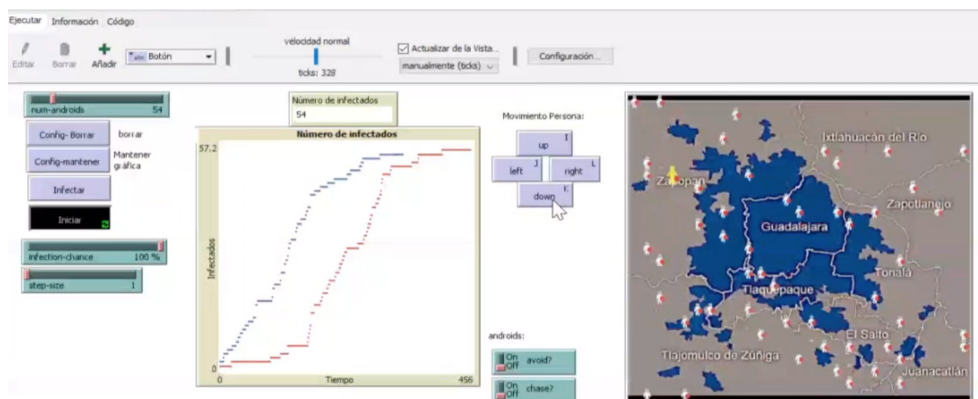 Ejecutar Información Código
Editar Borrar Añadir Botón
velocidad normal
ticks: 328
Actualizar de la Vista...
manualmente (ticks)
Configuración...
num-androids 54
Config- Borrar borrar
Config-mantener Mantener gráfica
Infectar
Iniciar
infection-chance 100 %
step-size 1
Número de infectados
54
Número de infectados
57.2
Infectados
0
0 Tiempo 456
Movimiento Persona:
up I
left J right L
down K
androids:
On Off avoid?
On Off chase?
Ixtlahuacán del Río
Zapopan
Zapotlanejo
Guadalajara
Tonalá
Tlaquepaque
El Salto
Tlajomulco de Zúñiga
Juanacatlán